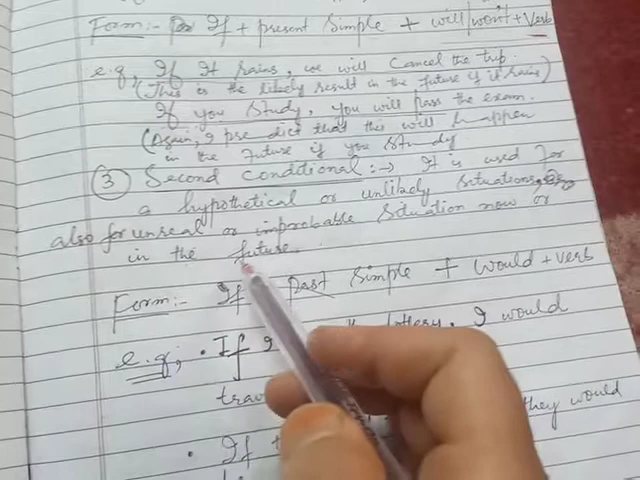 Form:- If + present simple + will/won't + Verb
e.g, If It rains, we will Cancel the trip.
(This is the likely result in the future if it rains)
If you study, you will pass the exam.
(Again, I predict that this will happen
in the future if you study
③ Second Conditional :→ It is used for
a hypothetical or unlikely situations,
also for unreal or improbable situation now or
in the future.
Form:- If past simple + would + verb
e.g; • If I lottery, I would
trav they would
• If